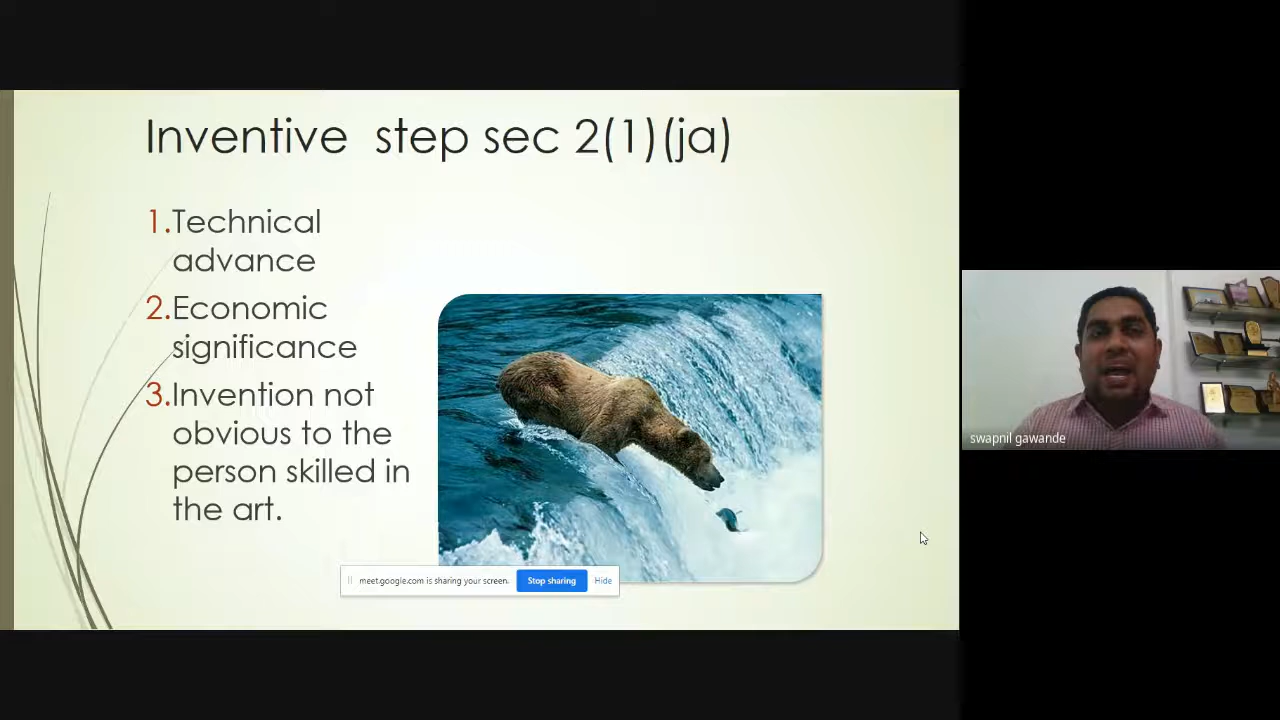 Inventive step sec 2(1)(ja)
1.Technical
advance
2.Economic
significance
3.Invention not
obvious to the
person skilled in
the art.
meet.google.com is sharing your screen. Stop sharing Hide
swapnil gawande